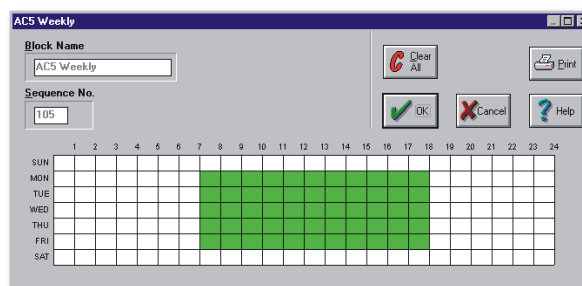 AC5 Weekly
Block Name
AC5 Weekly
Sequence No.
105
Clear All
Print
OK
Cancel
Help
1 2 3 4 5 6 7 8 9 10 11 12 13 14 15 16 17 18 19 20 21 22 23 24
SUN
MON
TUE
WED
THU
FRI
SAT